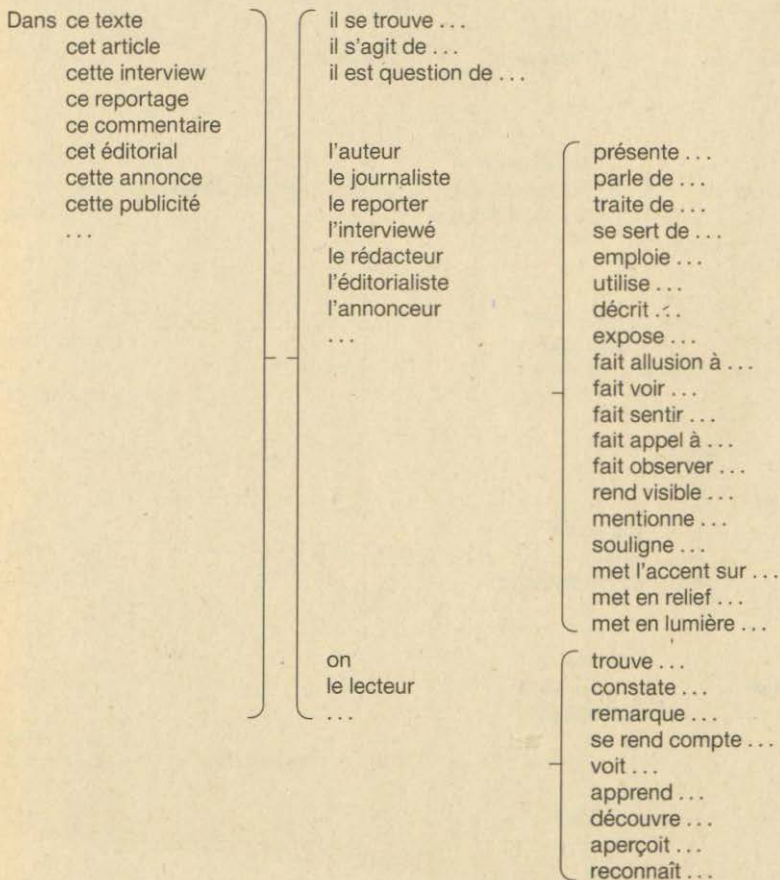 Dans ce texte
cet article
cette interview
ce reportage
ce commentaire
cet éditorial
cette annonce
cette publicité
...
il se trouve ...
il s'agit de ...
il est question de ...
l'auteur
le journaliste
le reporter
l'interviewé
le rédacteur
l'éditorialiste
l'annonceur
...
présente ...
parle de ...
traite de ...
se sert de ...
emploie ...
utilise ...
décrit ...
expose ...
fait allusion à ...
fait voir ...
fait sentir ...
fait appel à ...
fait observer ...
rend visible ...
mentionne ...
souligne ...
met l'accent sur ...
met en relief ...
met en lumière ...
on
le lecteur
...
trouve ...
constate ...
remarque ...
se rend compte ...
voit ...
apprend ...
découvre ...
aperçoit ...
reconnaît ...